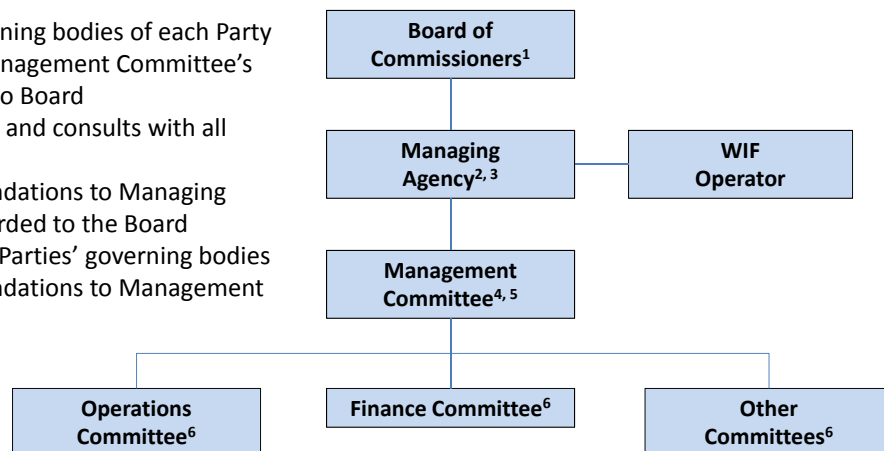 ning bodies of each Party
nagement Committee’s
o Board
and consults with all
ndations to Managing
rded to the Board
Parties’ governing bodies
ndations to Management
Board of
Commissioners1
Managing
Agency2, 3
WIF
Operator
Management
Committee4, 5
Operations
Committee6
Finance Committee6
Other
Committees6